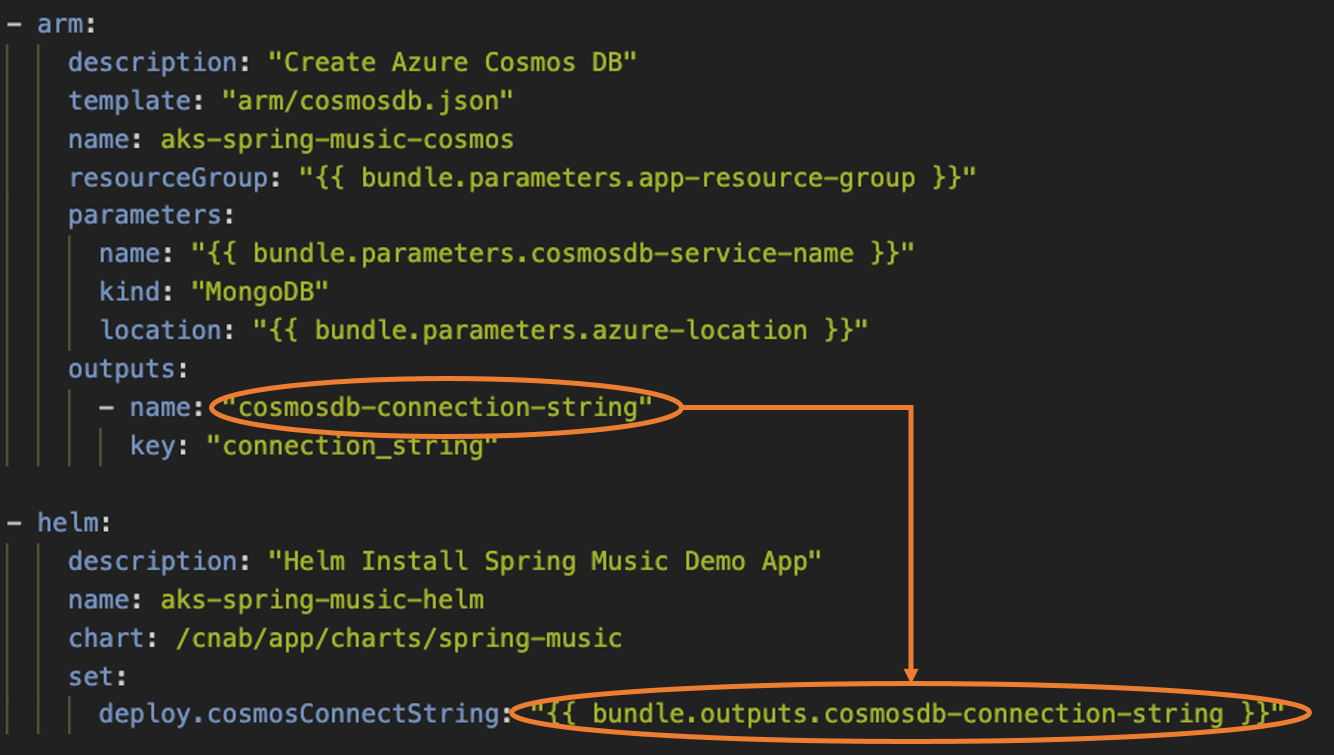 - arm:
description: "Create Azure Cosmos DB"
template: "arm/cosmosdb.json"
name: aks-spring-music-cosmos
resourceGroup: "{{ bundle.parameters.app-resource-group }}"
parameters:
name: "{{ bundle.parameters.cosmosdb-service-name }}"
kind: "MongoDB"
location: "{{ bundle.parameters.azure-location }}"
outputs:
- name: "cosmosdb-connection-string"
key: "connection_string"
- helm:
description: "Helm Install Spring Music Demo App"
name: aks-spring-music-helm
chart: /cnab/app/charts/spring-music
set:
deploy.cosmosConnectString: "{{ bundle.outputs.cosmosdb-connection-string }}"